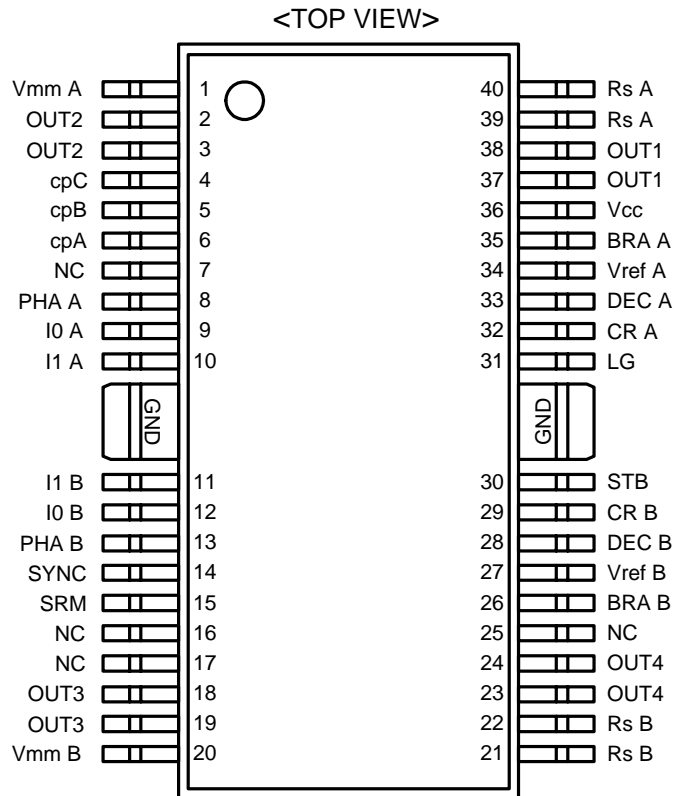 <TOP VIEW>
Vmm A 1 40 Rs A
OUT2 2 39 Rs A
OUT2 3 38 OUT1
cpC 4 37 OUT1
cpB 5 36 Vcc
cpA 6 35 BRA A
NC 7 34 Vref A
PHA A 8 33 DEC A
I0 A 9 32 CR A
I1 A 10 31 LG
GND GND
I1 B 11 30 STB
I0 B 12 29 CR B
PHA B 13 28 DEC B
SYNC 14 27 Vref B
SRM 15 26 BRA B
NC 16 25 NC
NC 17 24 OUT4
OUT3 18 23 OUT4
OUT3 19 22 Rs B
Vmm B 20 21 Rs B